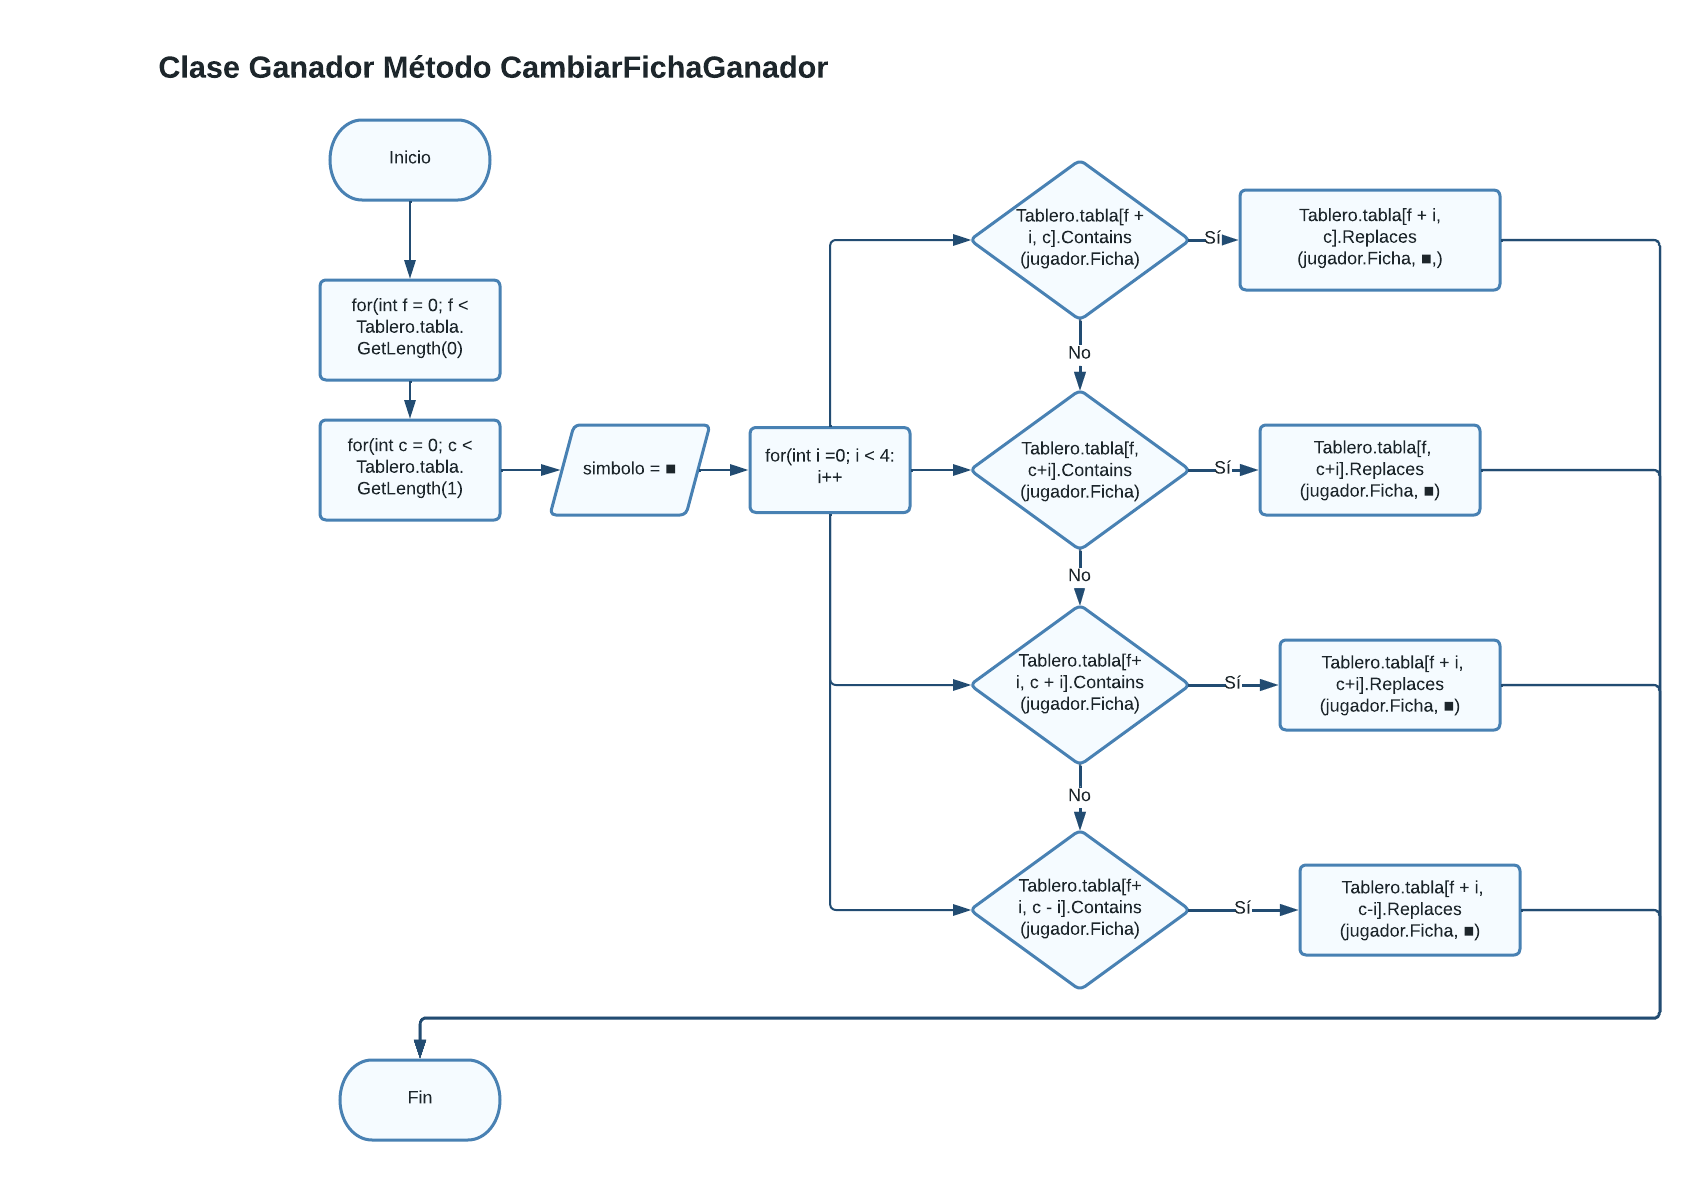 Clase Ganador Método CambiarFichaGanador
Inicio
for(int f = 0; f <
Tablero.tabla.
GetLength(0)
for(int c = 0; c <
Tablero.tabla.
GetLength(1)
simbolo = ■
for(int i =0; i < 4:
i++
Tablero.tabla[f +
i, c].Contains
(jugador.Ficha)
Sí
Tablero.tabla[f + i,
c].Replaces
(jugador.Ficha, ■,)
No
Tablero.tabla[f,
c+i].Contains
(jugador.Ficha)
Sí
Tablero.tabla[f,
c+i].Replaces
(jugador.Ficha, ■)
No
Tablero.tabla[f+
i, c + i].Contains
(jugador.Ficha)
Sí
Tablero.tabla[f + i,
c+i].Replaces
(jugador.Ficha, ■)
No
Tablero.tabla[f+
i, c - i].Contains
(jugador.Ficha)
Sí
Tablero.tabla[f + i,
c-i].Replaces
(jugador.Ficha, ■)
Fin